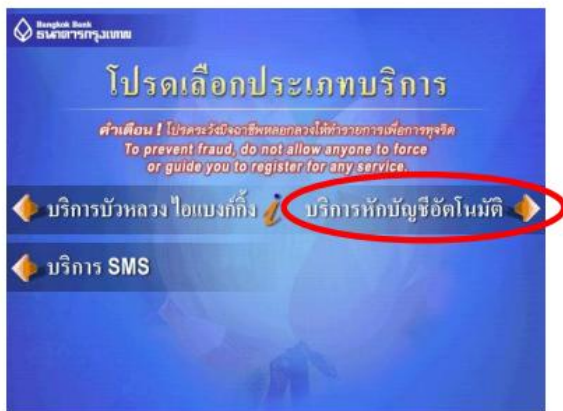 Bangkok Bank
ธนาคารกรุงเทพ
โปรดเลือกประเภทบริการ
คำเตือน ! โปรดระวังมิจฉาชีพหลอกลวงให้ทำรายการเพื่อการทุจริต
To prevent fraud, do not allow anyone to force
or guide you to register for any service.
บริการบัวหลวง ไอแบงก์กิ้ง บริการหักบัญชีอัตโนมัติ
บริการ SMS